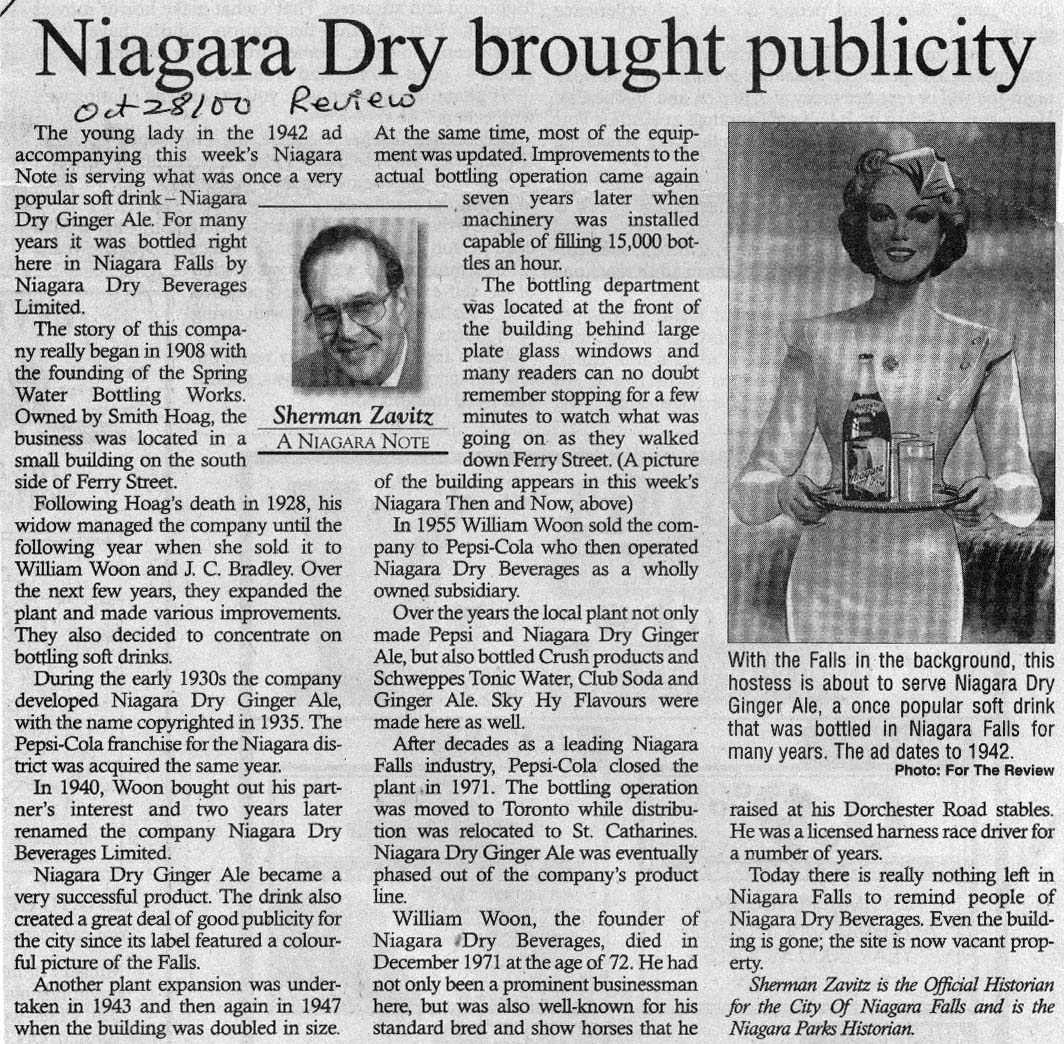 Niagara Dry brought publicity
Oct 28/00 Review
The young lady in the 1942 ad
accompanying this week's Niagara
Note is serving what was once a very
popular soft drink – Niagara
Dry Ginger Ale. For many
years it was bottled right
here in Niagara Falls by
Niagara Dry Beverages
Limited.
The story of this compa-
ny really began in 1908 with
the founding of the Spring
Water Bottling Works.
Owned by Smith Hoag, the
business was located in a
small building on the south
side of Ferry Street.
Following Hoag's death in 1928, his
widow managed the company until the
following year when she sold it to
William Woon and J. C. Bradley. Over
the next few years, they expanded the
plant and made various improvements.
They also decided to concentrate on
bottling soft drinks.
During the early 1930s the company
developed Niagara Dry Ginger Ale,
with the name copyrighted in 1935. The
Pepsi-Cola franchise for the Niagara dis-
trict was acquired the same year.
In 1940, Woon bought out his part-
ner's interest and two years later
renamed the company Niagara Dry
Beverages Limited.
Niagara Dry Ginger Ale became a
very successful product. The drink also
created a great deal of good publicity for
the city since its label featured a colour-
ful picture of the Falls.
Another plant expansion was under-
taken in 1943 and then again in 1947
when the building was doubled in size.
Sherman Zavitz
A NIAGARA NOTE
At the same time, most of the equip-
ment was updated. Improvements to the
actual bottling operation came again
seven years later when
machinery was installed
capable of filling 15,000 bot-
tles an hour.
The bottling department
was located at the front of
the building behind large
plate glass windows and
many readers can no doubt
remember stopping for a few
minutes to watch what was
going on as they walked
down Ferry Street. (A picture
of the building appears in this week's
Niagara Then and Now, above)
In 1955 William Woon sold the com-
pany to Pepsi-Cola who then operated
Niagara Dry Beverages as a wholly
owned subsidiary.
Over the years the local plant not only
made Pepsi and Niagara Dry Ginger
Ale, but also bottled Crush products and
Schweppes Tonic Water, Club Soda and
Ginger Ale. Sky Hy Flavours were
made here as well.
After decades as a leading Niagara
Falls industry, Pepsi-Cola closed the
plant in 1971. The bottling operation
was moved to Toronto while distribu-
tion was relocated to St. Catharines.
Niagara Dry Ginger Ale was eventually
phased out of the company's product
line.
William Woon, the founder of
Niagara Dry Beverages, died in
December 1971 at the age of 72. He had
not only been a prominent businessman
here, but was also well-known for his
standard bred and show horses that he
Niagara
Dry
With the Falls in the background, this
hostess is about to serve Niagara Dry
Ginger Ale, a once popular soft drink
that was bottled in Niagara Falls for
many years. The ad dates to 1942.
Photo: For The Review
raised at his Dorchester Road stables.
He was a licensed harness race driver for
a number of years.
Today there is really nothing left in
Niagara Falls to remind people of
Niagara Dry Beverages. Even the build-
ing is gone; the site is now vacant prop-
erty.
Sherman Zavitz is the Official Historian
for the City Of Niagara Falls and is the
Niagara Parks Historian.